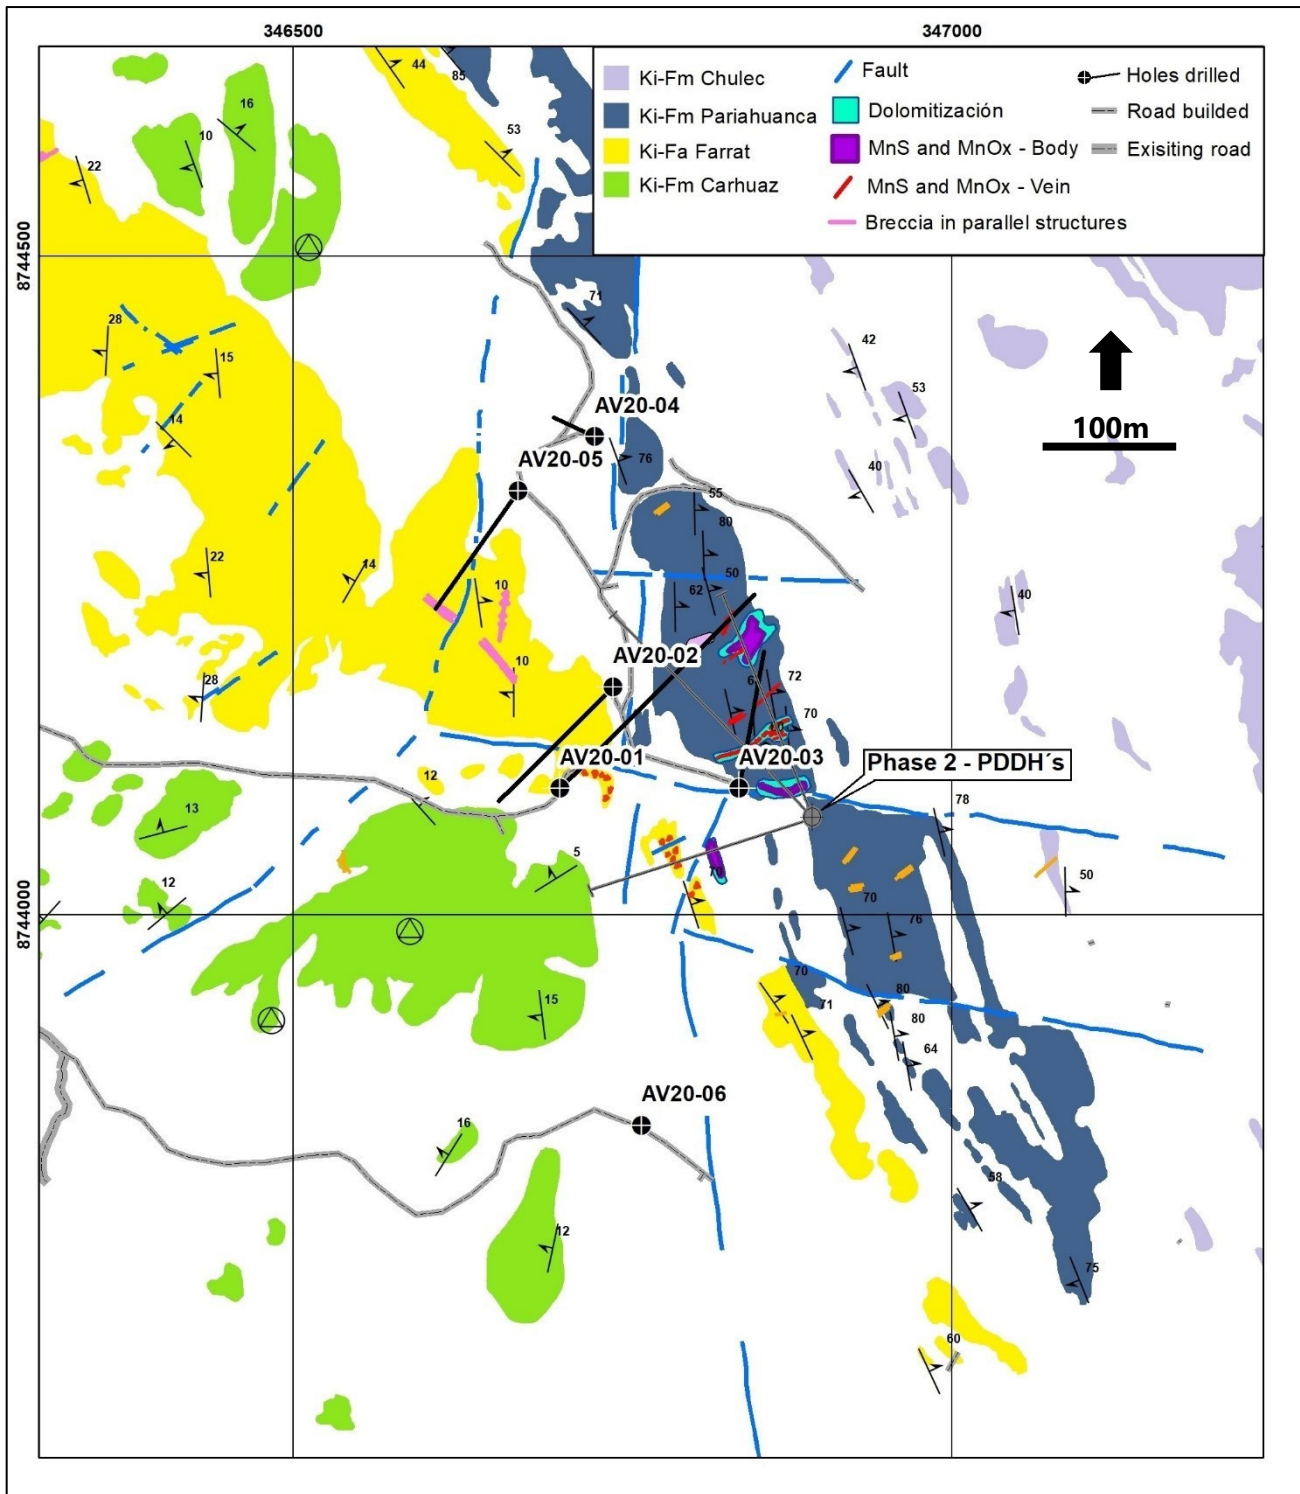 346500
347000
Ki-Fm Chulec
Ki-Fm Pariahuanca
Ki-Fa Farrat
Ki-Fm Carhuaz
Fault
Dolomitización
MnS and MnOx - Body
MnS and MnOx - Vein
Breccia in parallel structures
Holes drilled
Road builded
Exisiting road
8744500
8744000
100m
44
85
53
16
10
22
71
28
15
14
42
53
40
AV20-04
AV20-05
76
55
80
50
62
22
14
10
10
40
AV20-02
28
72
70
AV20-01
AV20-03
Phase 2 - PDDH´s
12
13
78
5
70
50
12
70
76
70
71
80
80
64
15
AV20-06
16
58
12
75
60